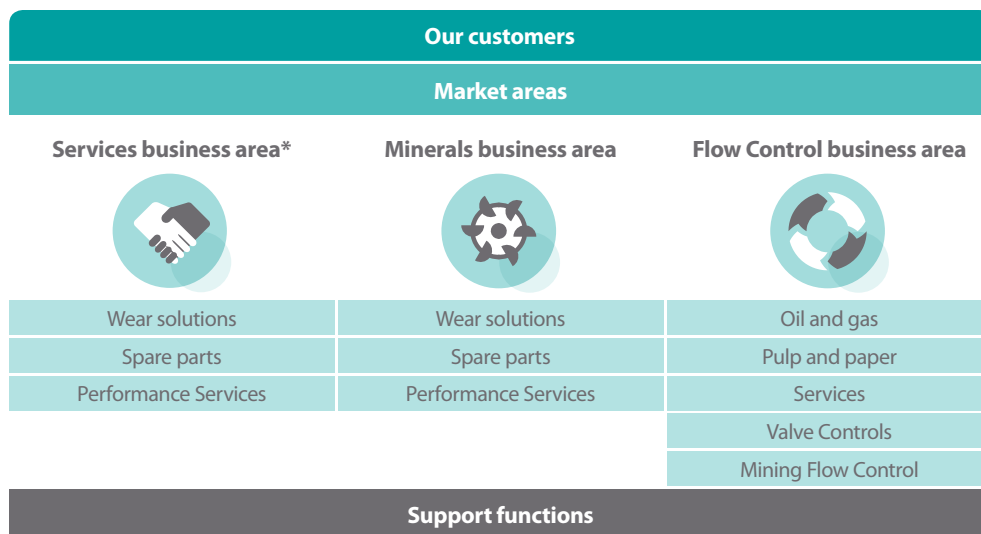 Our customers
Market areas
Services business area*
Minerals business area
Flow Control business area
Wear solutions
Wear solutions
Oil and gas
Spare parts
Spare parts
Pulp and paper
Performance Services
Performance Services
Services
Valve Controls
Mining Flow Control
Support functions